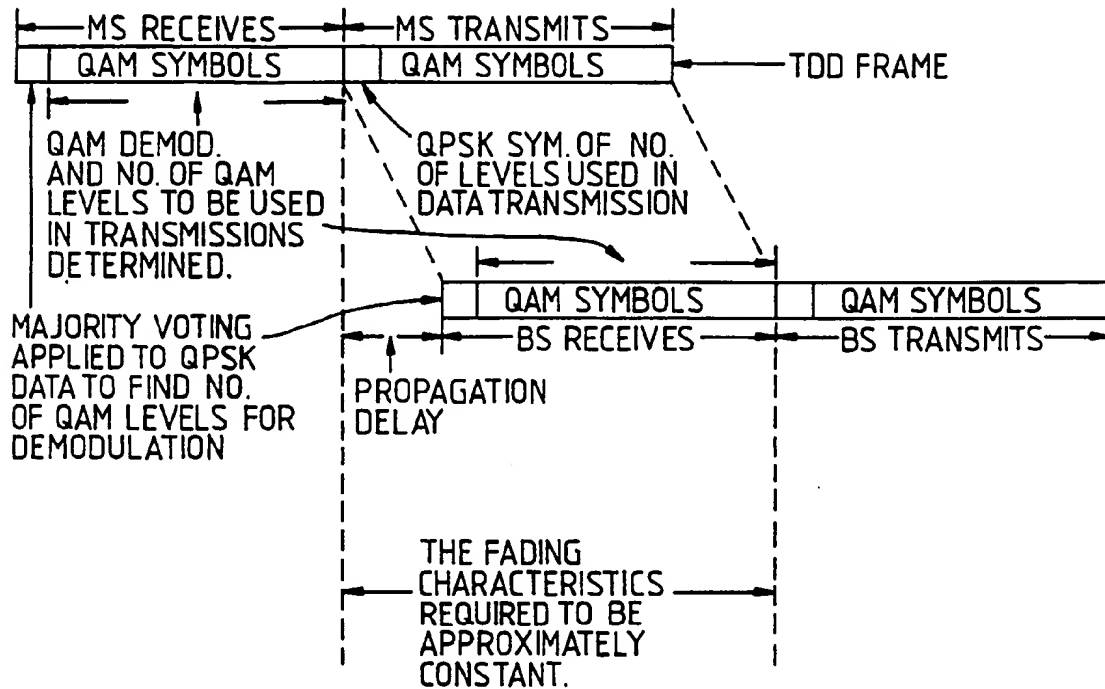 MS RECEIVES
MS TRANSMITS
QAM SYMBOLS
QAM SYMBOLS
TDD FRAME
QAM DEMOD.
AND NO. OF QAM
LEVELS TO BE USED
IN TRANSMISSIONS
DETERMINED.
QPSK SYM. OF NO.
OF LEVELS USED IN
DATA TRANSMISSION
QAM SYMBOLS
QAM SYMBOLS
BS RECEIVES
BS TRANSMITS
MAJORITY VOTING
APPLIED TO QPSK
DATA TO FIND NO.
OF QAM LEVELS FOR
DEMODULATION
PROPAGATION
DELAY
THE FADING
CHARACTERISTICS
REQUIRED TO BE
APPROXIMATELY
CONSTANT.